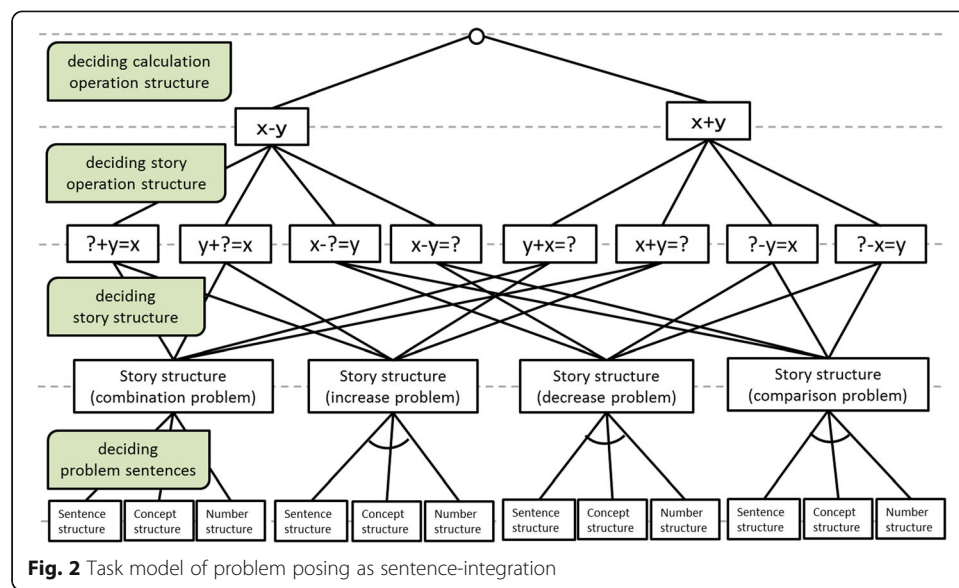 deciding calculation
operation structure
x-y
x+y
deciding story
operation structure
?+y=x
y+?=x
x-?=y
x-y=?
y+x=?
x+y=?
?-y=x
?-x=y
deciding
story structure
Story structure
(combination problem)
Story structure
(increase problem)
Story structure
(decrease problem)
Story structure
(comparison problem)
deciding
problem sentences
Sentence
structure
Concept
structure
Number
structure
Sentence
structure
Concept
structure
Number
structure
Sentence
structure
Concept
structure
Number
structure
Sentence
structure
Concept
structure
Number
structure
Fig. 2 Task model of problem posing as sentence-integration